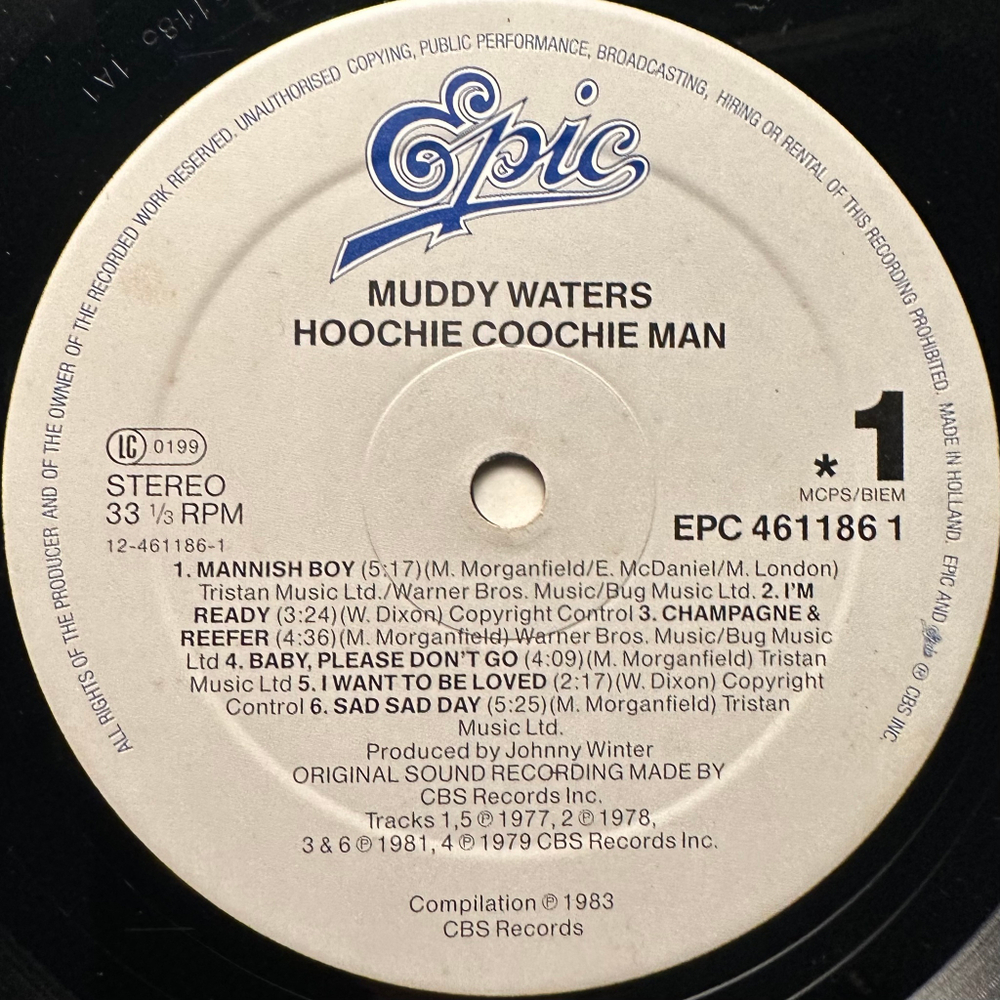 ALL RIGHTS OF THE PRODUCER AND OF THE OWNER OF THE RECORDED WORK RESERVED. UNAUTHORISED COPYING, PUBLIC PERFORMANCE, BROADCASTING, HIRING OR RENTAL OF THIS RECORDING PROHIBITED. MADE IN HOLLAND. EPIC AND Epic ® CBS INC.
Epic
MUDDY WATERS
HOOCHIE COOCHIE MAN
LC 0199
STEREO
33 1/3 RPM
12-461186-1
1
*
MCPS/BIEM
EPC 461186 1
1. MANNISH BOY (5:17)(M. Morganfield/E. McDaniel/M. London)
Tristan Music Ltd./Warner Bros. Music/Bug Music Ltd. 2. I'M
READY (3:24)(W. Dixon) Copyright Control 3. CHAMPAGNE &
REEFER (4:36)(M. Morganfield) Warner Bros. Music/Bug Music
Ltd 4. BABY, PLEASE DON'T GO (4:09)(M. Morganfield) Tristan
Music Ltd 5. I WANT TO BE LOVED (2:17)(W. Dixon) Copyright
Control 6. SAD SAD DAY (5:25)(M. Morganfield) Tristan
Music Ltd.
Produced by Johnny Winter
ORIGINAL SOUND RECORDING MADE BY
CBS Records Inc.
Tracks 1,5 ℗ 1977, 2 ℗ 1978,
3 & 6 ℗ 1981, 4 ℗ 1979 CBS Records Inc.
Compilation ℗ 1983
CBS Records